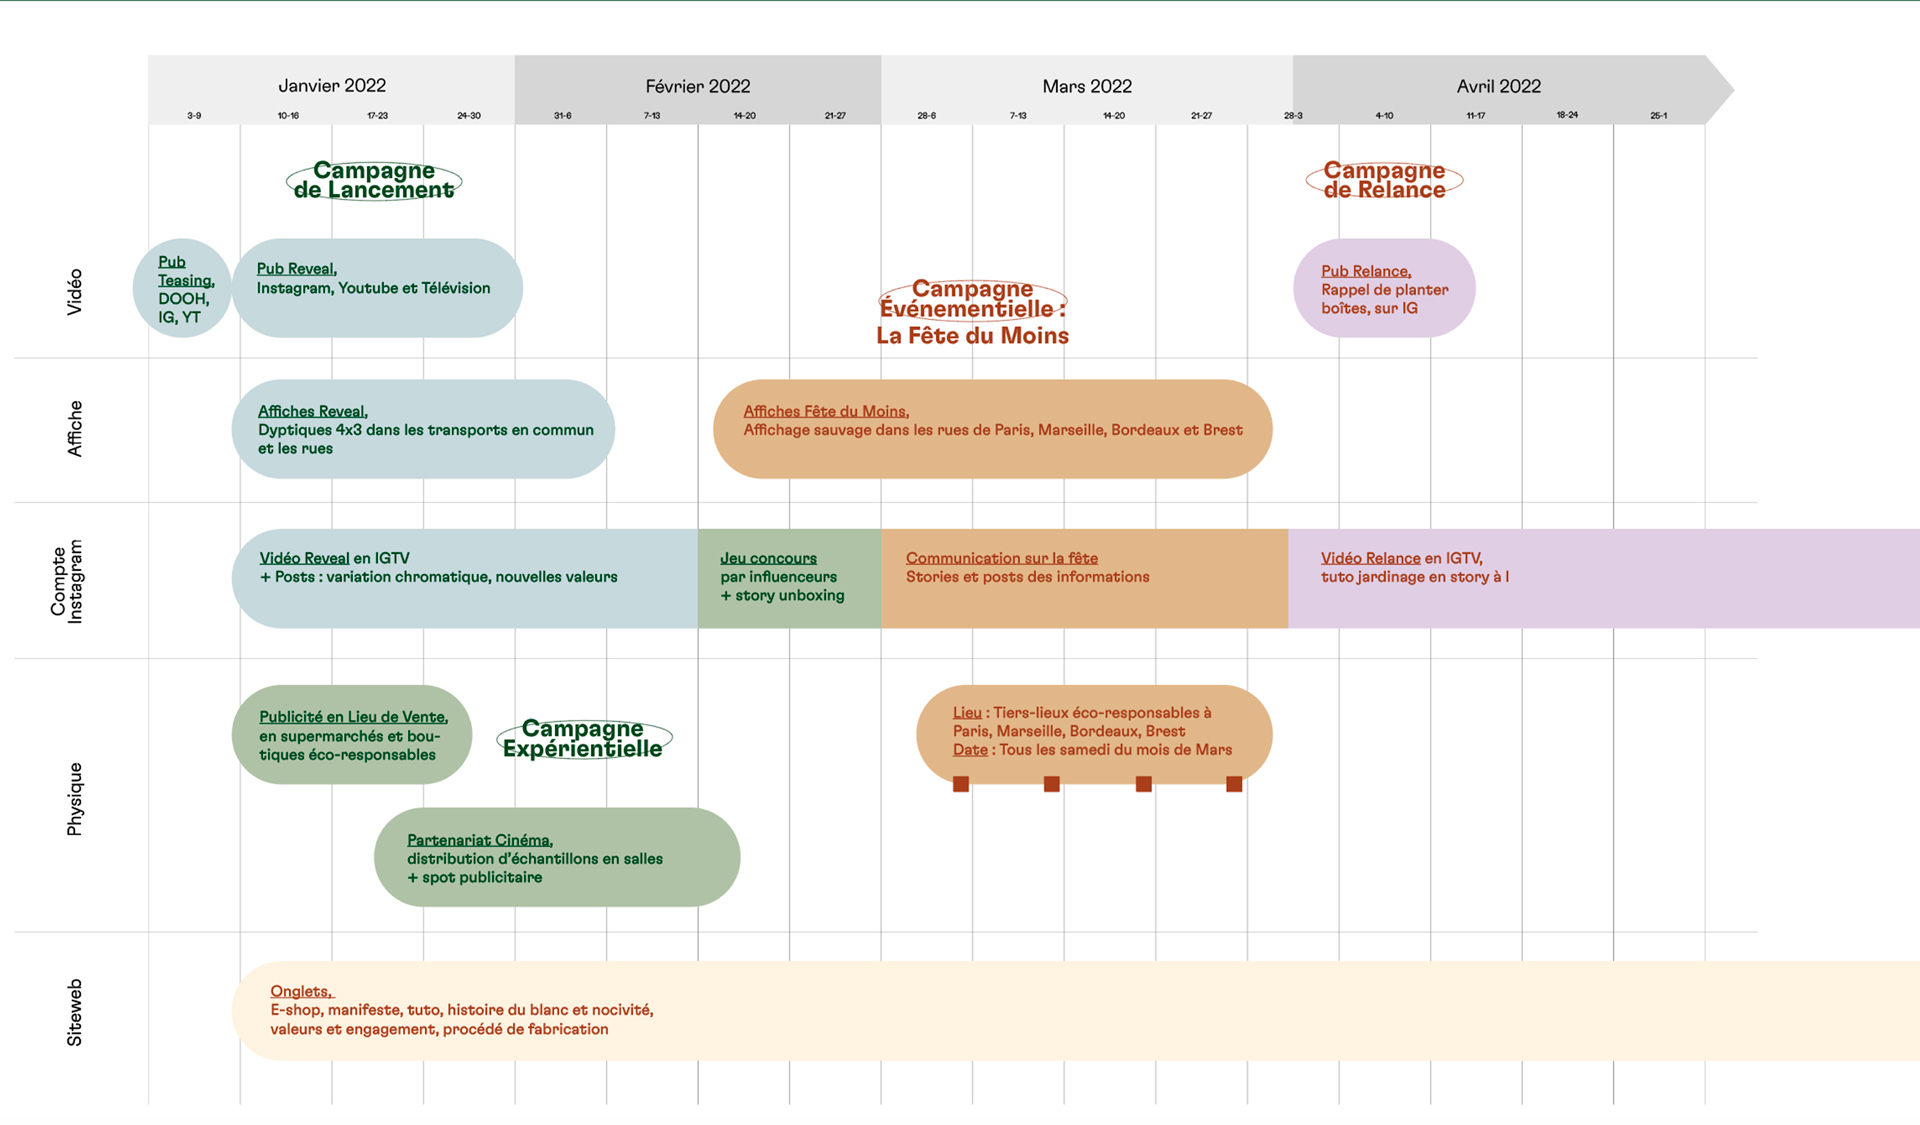 Janvier 2022
Février 2022
Mars 2022
Avril 2022
3-9
10-16
17-23
24-30
31-6
7-13
14-20
21-27
28-6
7-13
14-20
21-27
28-3
4-10
11-17
18-24
25-1
Campagne
de Lancement
Campagne
de Relance
Vidéo
Pub
Teasing,
DOOH,
IG, YT
Pub Reveal,
Instagram, Youtube et Télévision
Campagne
Événementielle :
La Fête du Moins
Pub Relance,
Rappel de planter
boîtes, sur IG
Affiche
Affiches Reveal,
Dyptiques 4x3 dans les transports en commun
et les rues
Affiches Fête du Moins,
Affichage sauvage dans les rues de Paris, Marseille, Bordeaux et Brest
Compte
Instagram
Vidéo Reveal en IGTV
+ Posts : variation chromatique, nouvelles valeurs
Jeu concours
par influenceurs
+ story unboxing
Communication sur la fête
Stories et posts des informations
Vidéo Relance en IGTV,
tuto jardinage en story à l
Physique
Publicité en Lieu de Vente,
en supermarchés et bou-
tiques éco-responsables
Campagne
Expérientielle
Lieu : Tiers-lieux éco-responsables à
Paris, Marseille, Bordeaux, Brest
Date : Tous les samedi du mois de Mars
Partenariat Cinéma,
distribution d'échantillons en salles
+ spot publicitaire
Siteweb
Onglets,
E-shop, manifeste, tuto, histoire du blanc et nocivité,
valeurs et engagement, procédé de fabrication